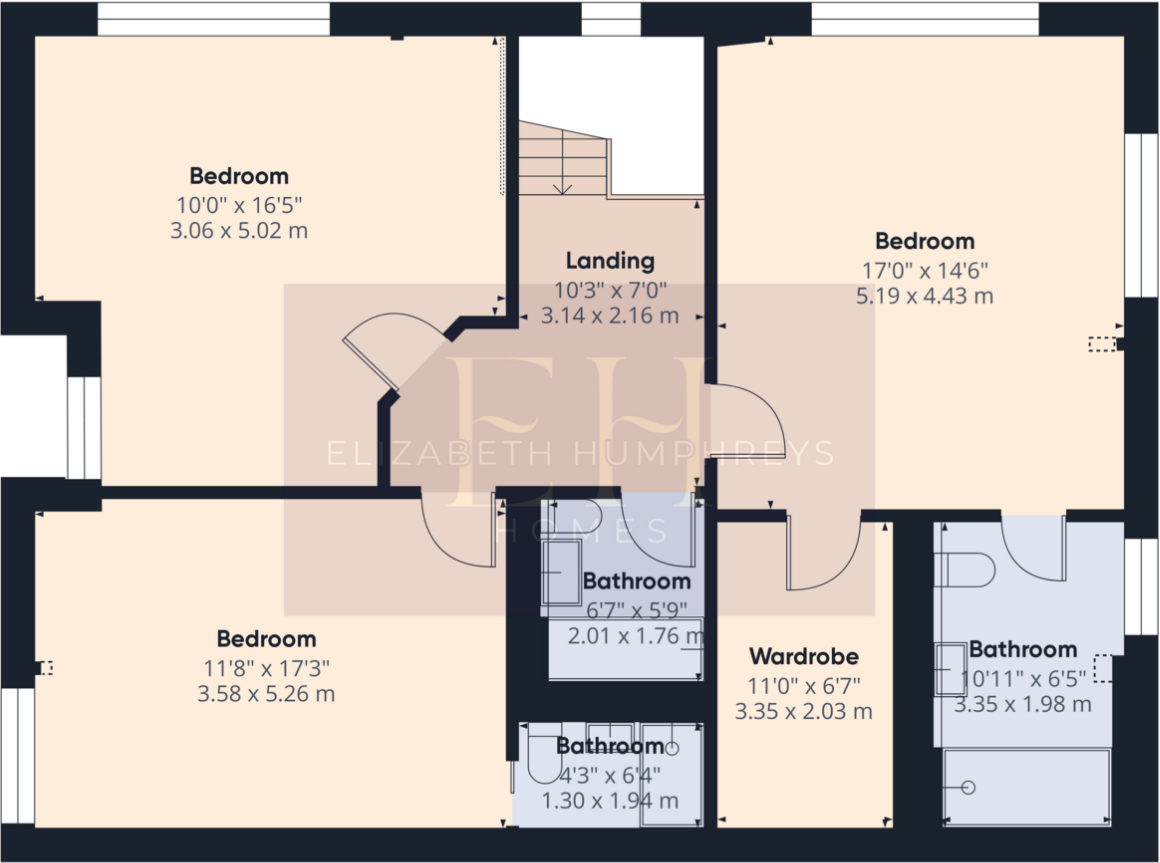 Bedroom
10'0" x 16'5"
3.06 x 5.02 m
Landing
10'3" x 7'0"
3.14 x 2.16 m
Bedroom
17'0" x 14'6"
5.19 x 4.43 m
EH
ELIZABETH HUMPHREYS
HOMES
Bedroom
11'8" x 17'3"
3.58 x 5.26 m
Bathroom
6'7" x 5'9"
2.01 x 1.76 m
Bathroom
4'3" x 6'4"
1.30 x 1.94 m
Wardrobe
11'0" x 6'7"
3.35 x 2.03 m
Bathroom
10'11" x 6'5"
3.35 x 1.98 m